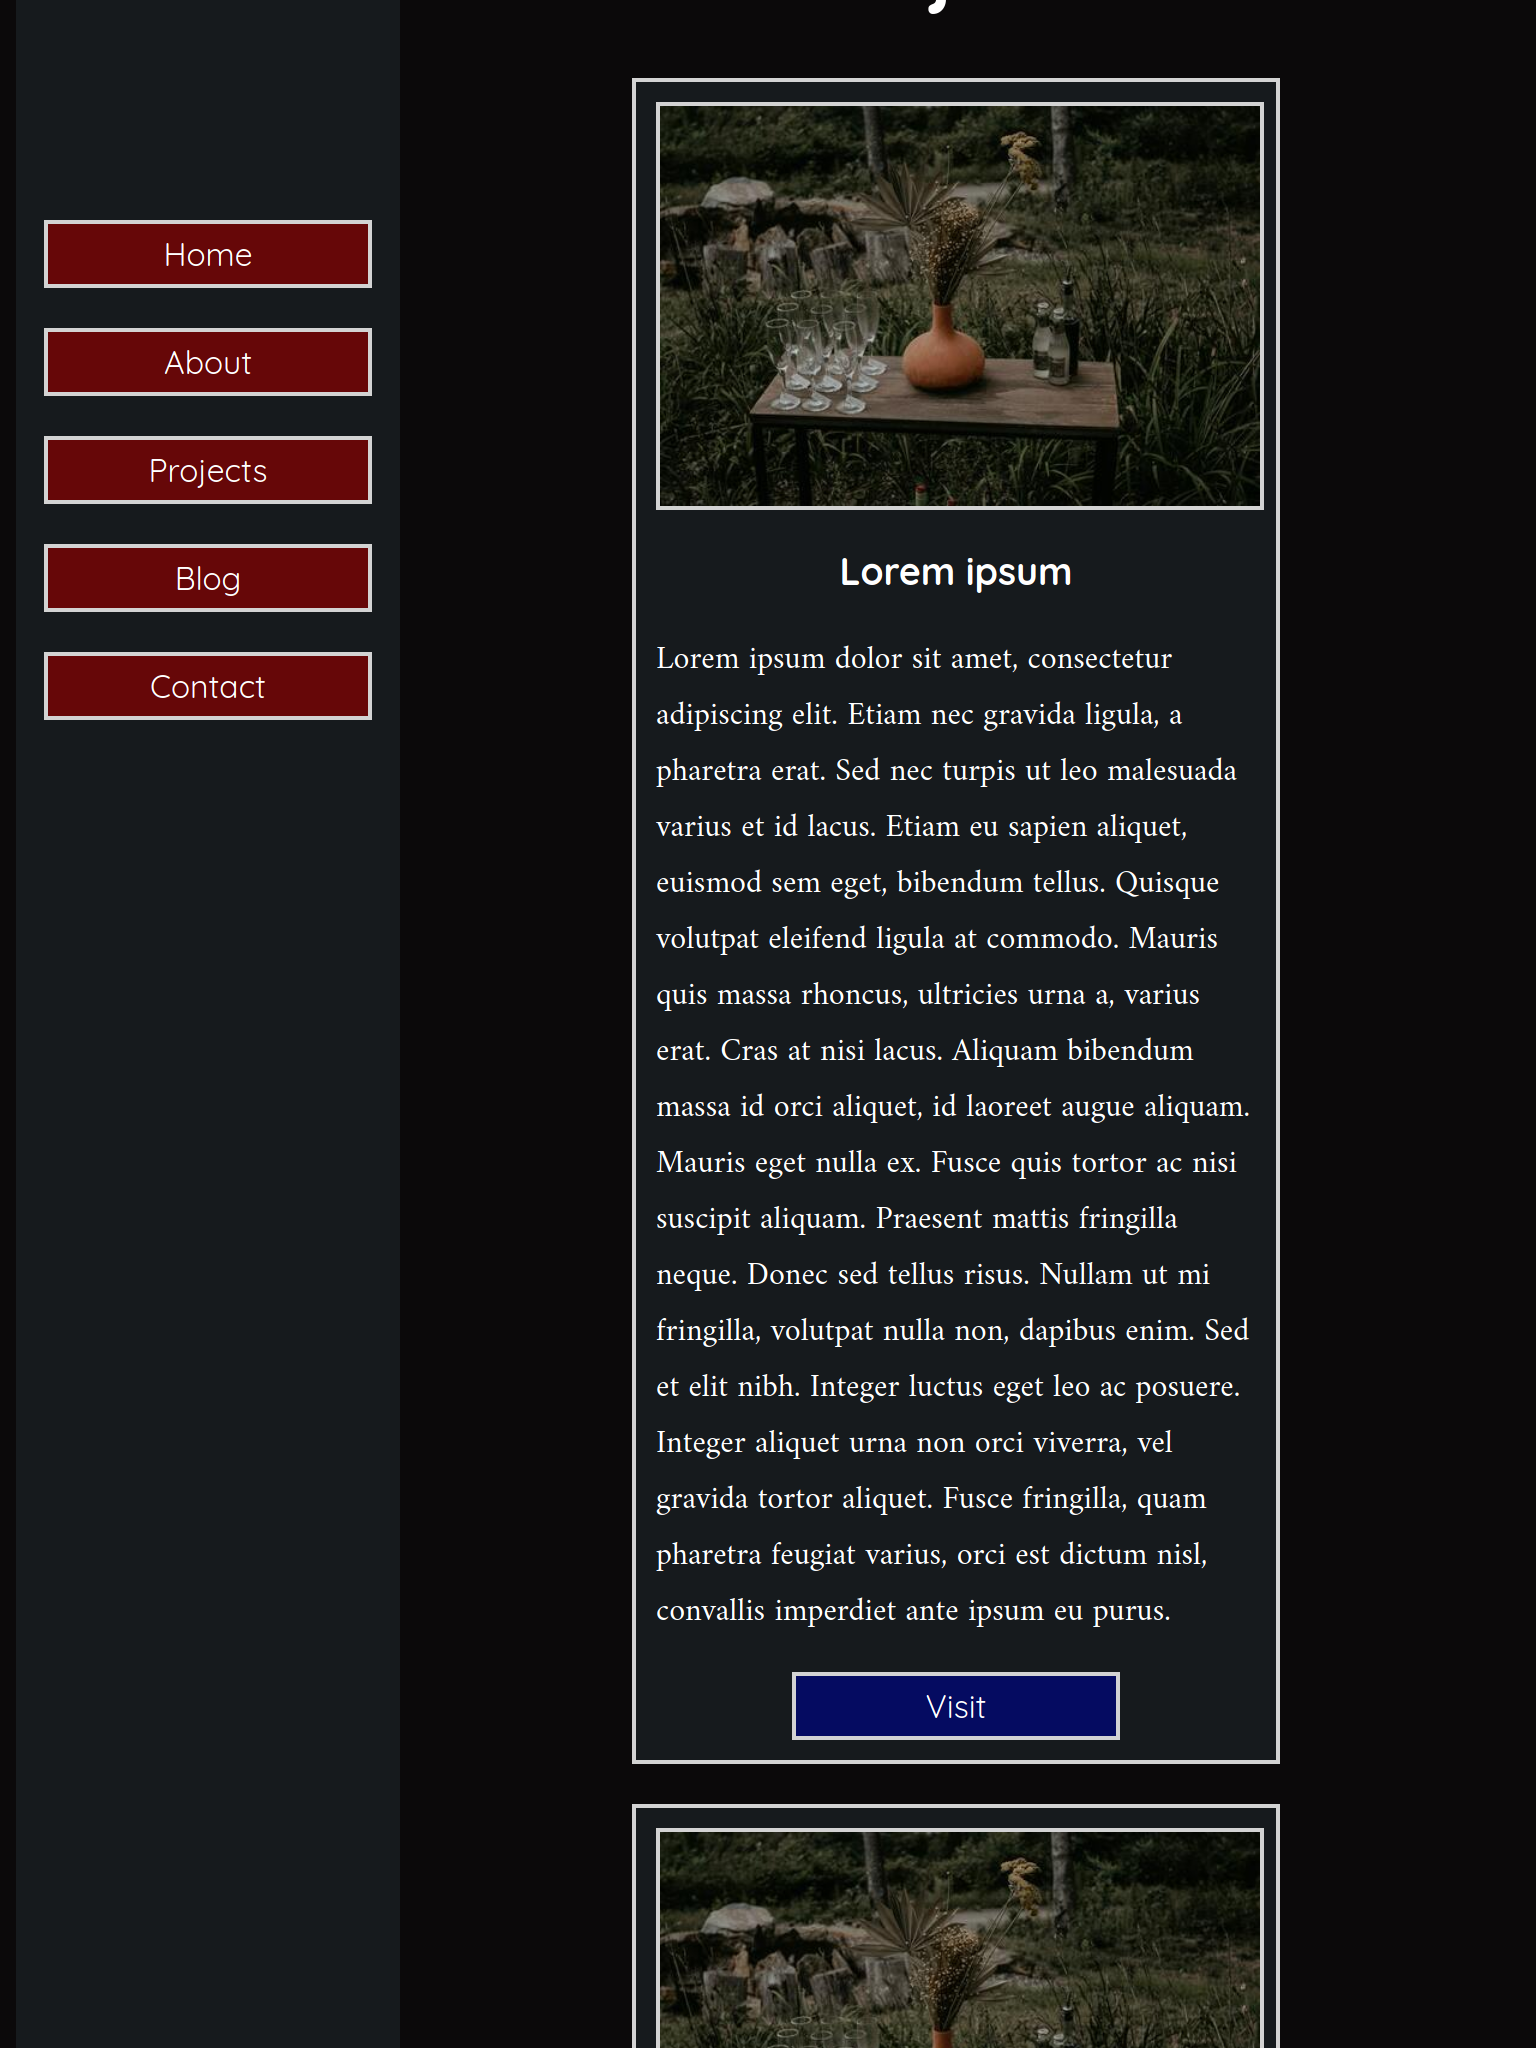 Home
About
Projects
Blog
Contact
Lorem ipsum
Lorem ipsum dolor sit amet, consectetur
adipiscing elit. Etiam nec gravida ligula, a
pharetra erat. Sed nec turpis ut leo malesuada
varius et id lacus. Etiam eu sapien aliquet,
euismod sem eget, bibendum tellus. Quisque
volutpat eleifend ligula at commodo. Mauris
quis massa rhoncus, ultricies urna a, varius
erat. Cras at nisi lacus. Aliquam bibendum
massa id orci aliquet, id laoreet augue aliquam.
Mauris eget nulla ex. Fusce quis tortor ac nisi
suscipit aliquam. Praesent mattis fringilla
neque. Donec sed tellus risus. Nullam ut mi
fringilla, volutpat nulla non, dapibus enim. Sed
et elit nibh. Integer luctus eget leo ac posuere.
Integer aliquet urna non orci viverra, vel
gravida tortor aliquet. Fusce fringilla, quam
pharetra feugiat varius, orci est dictum nisl,
convallis imperdiet ante ipsum eu purus.
Visit